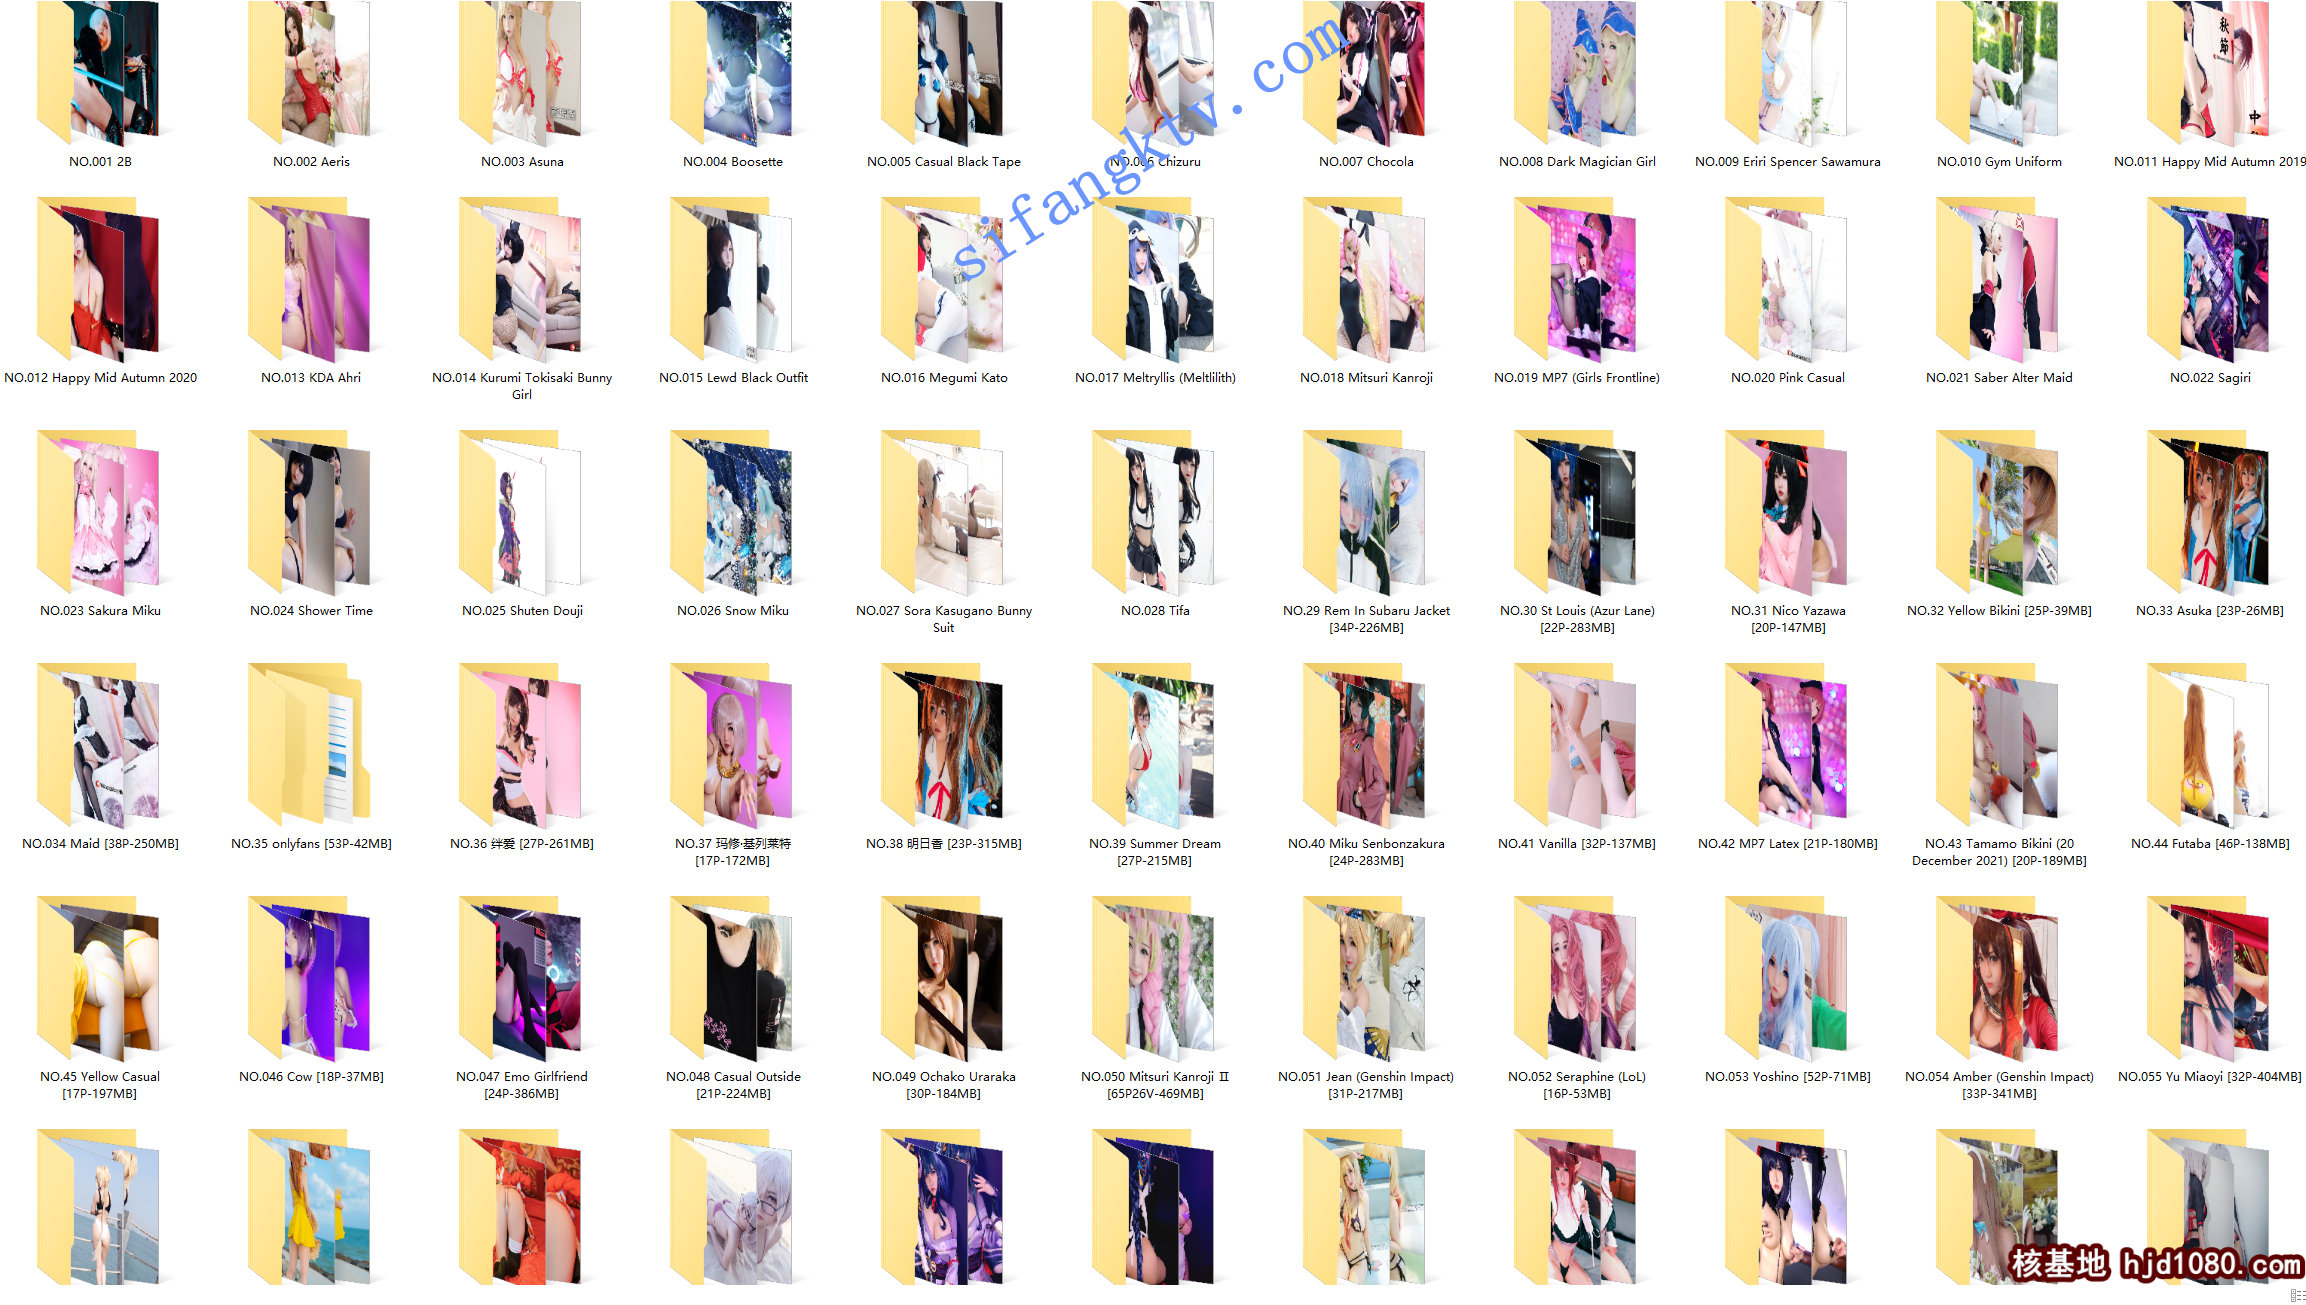 sifangktv.com
秋
節
中
NO.001 2B
NO.002 Aeris
NO.003 Asuna
NO.004 Boosette
NO.005 Casual Black Tape
NO.006 Chizuru
NO.007 Chocola
NO.008 Dark Magician Girl
NO.009 Eriri Spencer Sawamura
NO.010 Gym Uniform
NO.011 Happy Mid Autumn 2019
NO.012 Happy Mid Autumn 2020
NO.013 KDA Ahri
NO.014 Kurumi Tokisaki Bunny
Girl
NO.015 Lewd Black Outfit
NO.016 Megumi Kato
NO.017 Meltryllis (Meltlilith)
NO.018 Mitsuri Kanroji
NO.019 MP7 (Girls Frontline)
NO.020 Pink Casual
NO.021 Saber Alter Maid
NO.022 Sagiri
NO.023 Sakura Miku
NO.024 Shower Time
NO.025 Shuten Douji
NO.026 Snow Miku
NO.027 Sora Kasugano Bunny
Suit
NO.028 Tifa
NO.29 Rem In Subaru Jacket
[34P-226MB]
NO.30 St Louis (Azur Lane)
[22P-283MB]
NO.31 Nico Yazawa
[20P-147MB]
NO.32 Yellow Bikini [25P-39MB]
NO.33 Asuka [23P-26MB]
NO.034 Maid [38P-250MB]
NO.35 onlyfans [53P-42MB]
NO.36 绊爱 [27P-261MB]
NO.37 玛修·基列莱特
[17P-172MB]
NO.38 明日香 [23P-315MB]
NO.39 Summer Dream
[27P-215MB]
NO.40 Miku Senbonzakura
[24P-283MB]
NO.41 Vanilla [32P-137MB]
NO.42 MP7 Latex [21P-180MB]
NO.43 Tamamo Bikini (20
December 2021) [20P-189MB]
NO.44 Futaba [46P-138MB]
NO.45 Yellow Casual
[17P-197MB]
NO.046 Cow [18P-37MB]
NO.047 Emo Girlfriend
[24P-386MB]
NO.048 Casual Outside
[21P-224MB]
NO.049 Ochako Uraraka
[30P-184MB]
NO.050 Mitsuri Kanroji Ⅱ
[65P26V-469MB]
NO.051 Jean (Genshin Impact)
[31P-217MB]
NO.052 Seraphine (LoL)
[16P-53MB]
NO.053 Yoshino [52P-71MB]
NO.054 Amber (Genshin Impact)
[33P-341MB]
NO.055 Yu Miaoyi [32P-404MB]
核基地 hjd1080.com